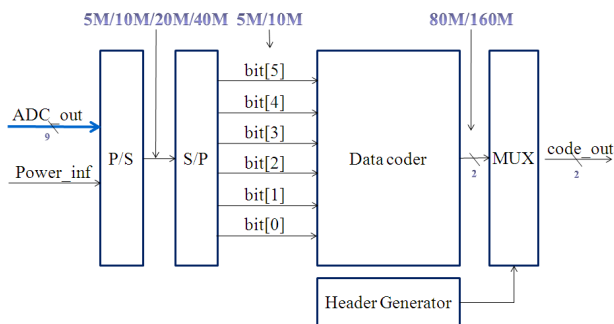 5M/10M/20M/40M 5M/10M 80M/160M
ADC_out
9
Power_inf
P/S
S/P
bit[5]
bit[4]
bit[3]
bit[2]
bit[1]
bit[0]
Data coder
2
MUX
code_out
2
Header Generator